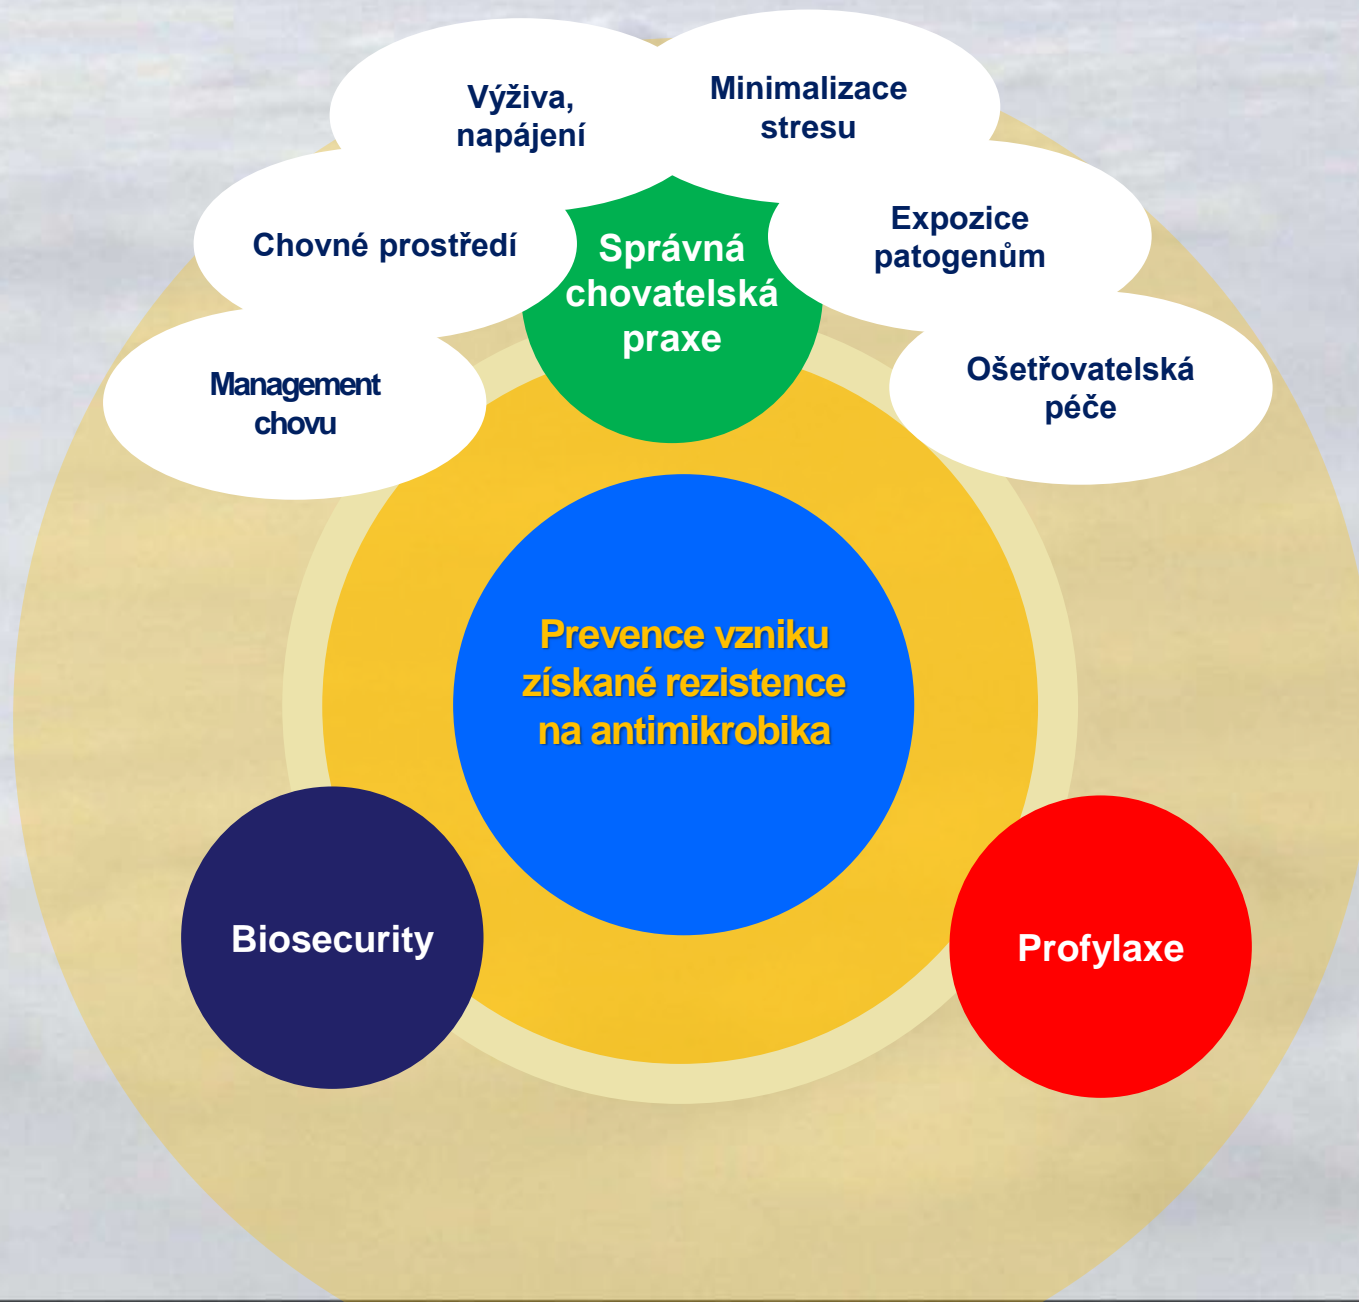 Výživa,
napájení
Minimalizace
stresu
Chovné prostředí
Správná
chovatelská
praxe
Expozice
patogenům
Management
chovu
Ošetřovatelská
péče
Prevence vzniku
získané rezistence
na antimikrobika
Biosecurity
Profylaxe